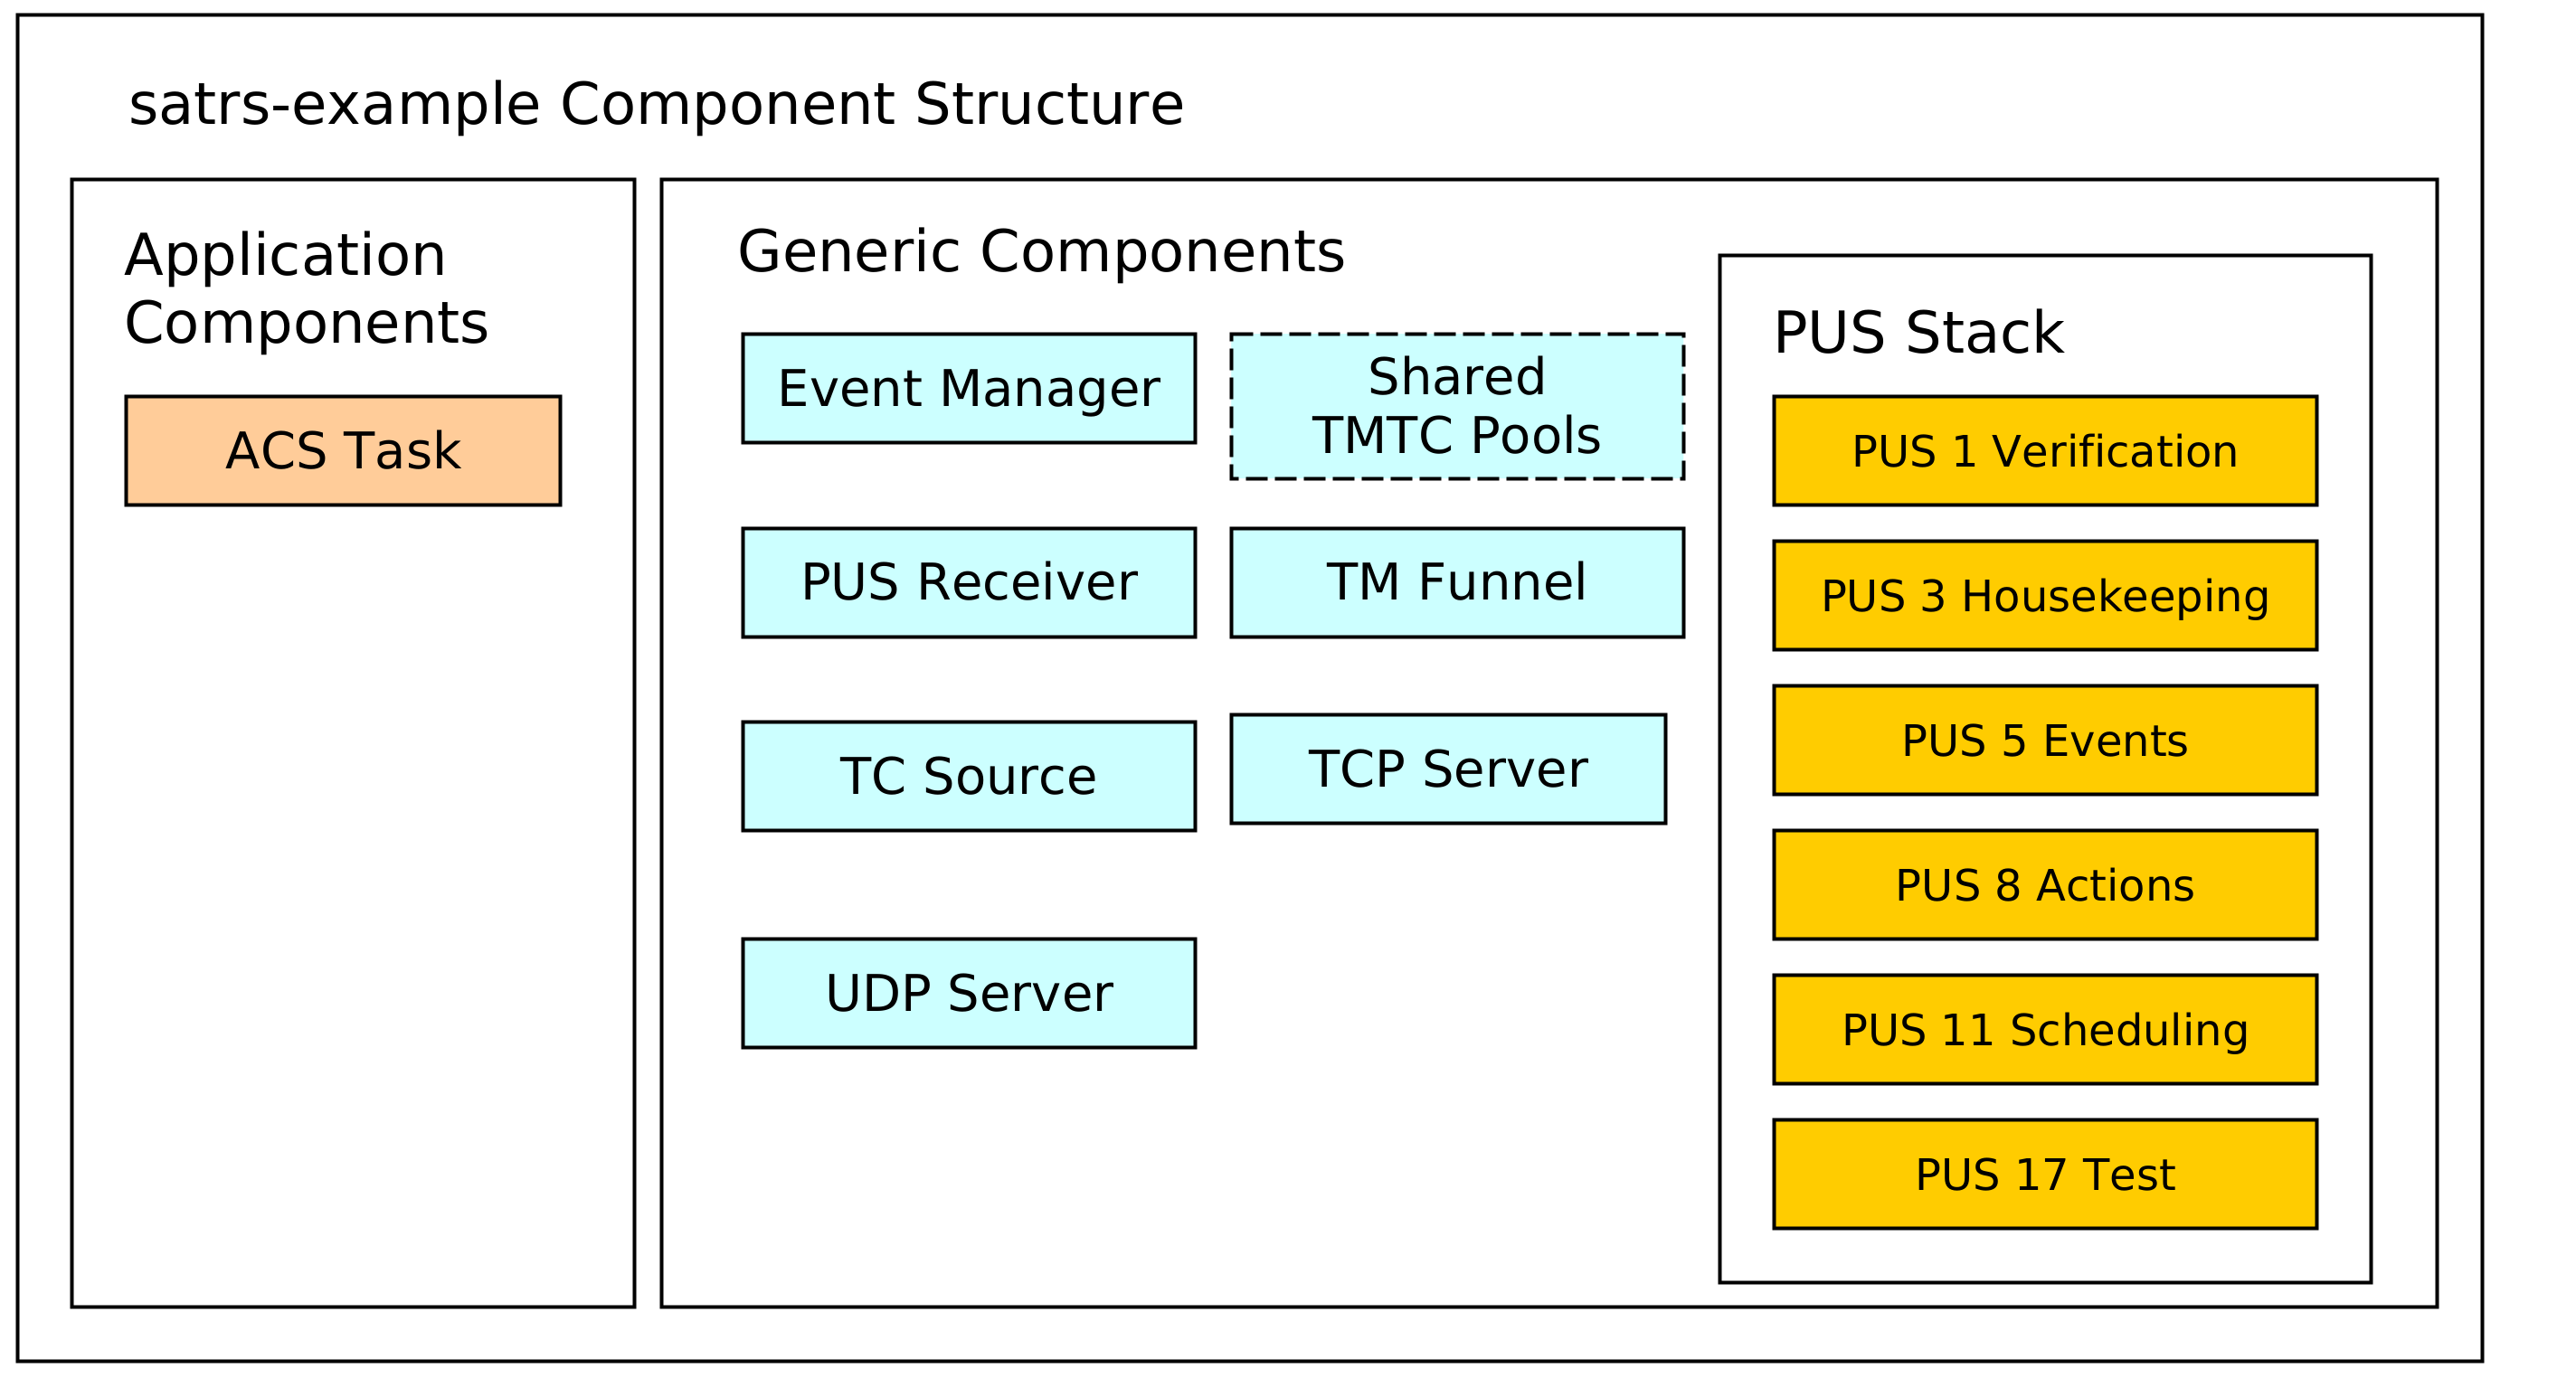 satrs-example Component Structure
Application
Components
ACS Task
Generic Components
Event Manager
Shared
TMTC Pools
PUS Receiver
TM Funnel
TC Source
TCP Server
UDP Server
PUS Stack
PUS 1 Verification
PUS 3 Housekeeping
PUS 5 Events
PUS 8 Actions
PUS 11 Scheduling
PUS 17 Test